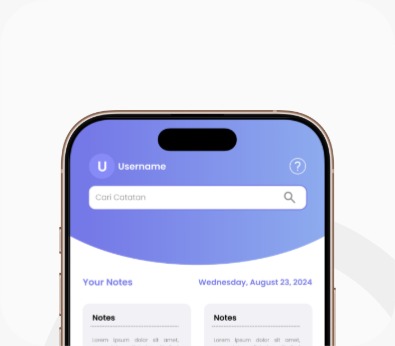 U Username ?
Cari Catatan
Your Notes Wednesday, August 23, 2024
Notes Notes
Lorem ipsum dolor sit amet, Lorem ipsum dolor sit amet,